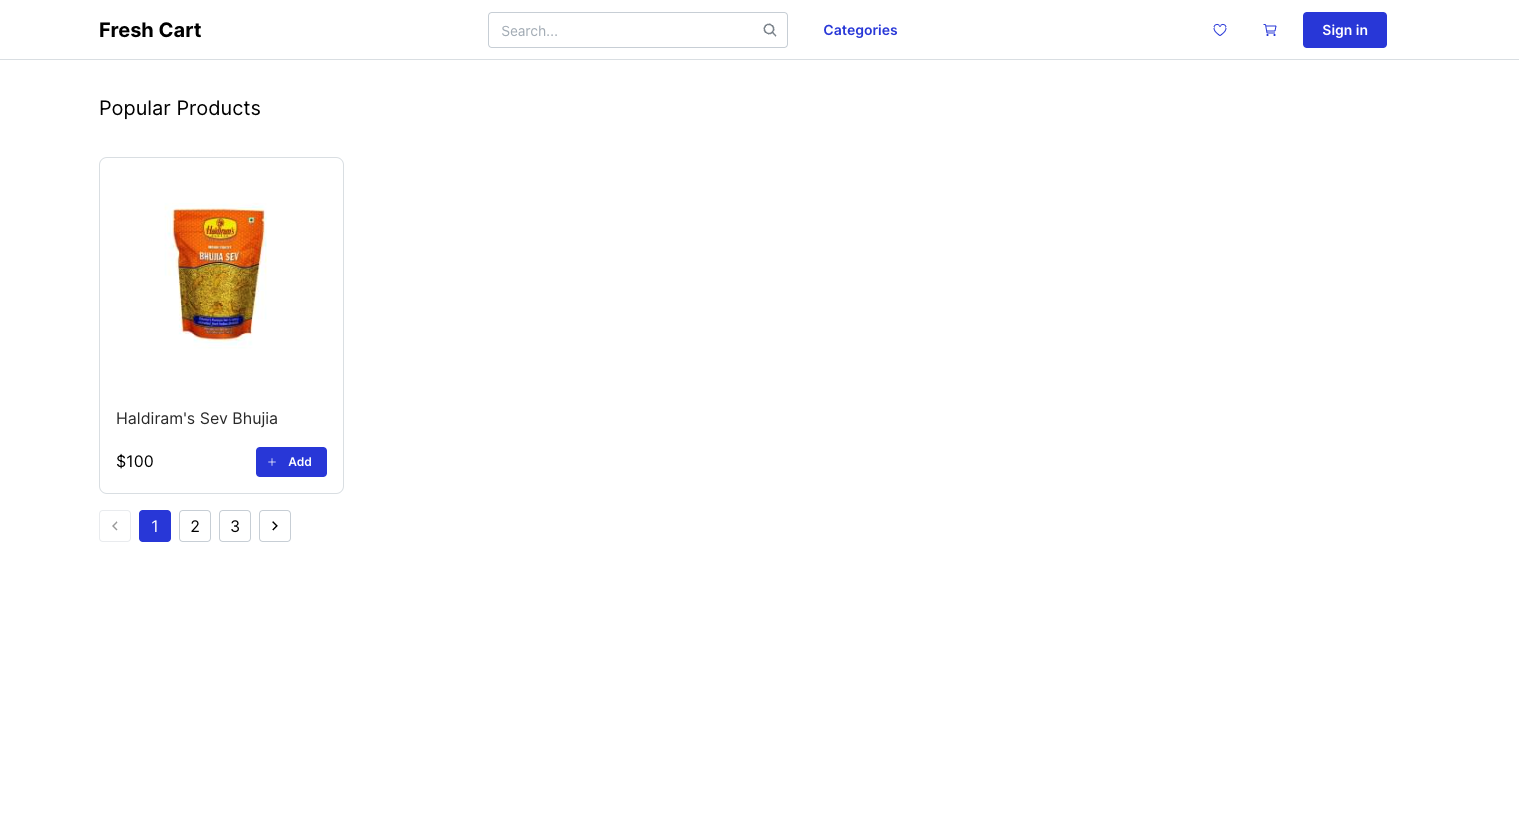 Fresh Cart
Search...
Categories
Sign in
Popular Products
Haldiram's
BHUJIA SEV
Haldiram's Sev Bhujia
$100
+ Add
1 2 3